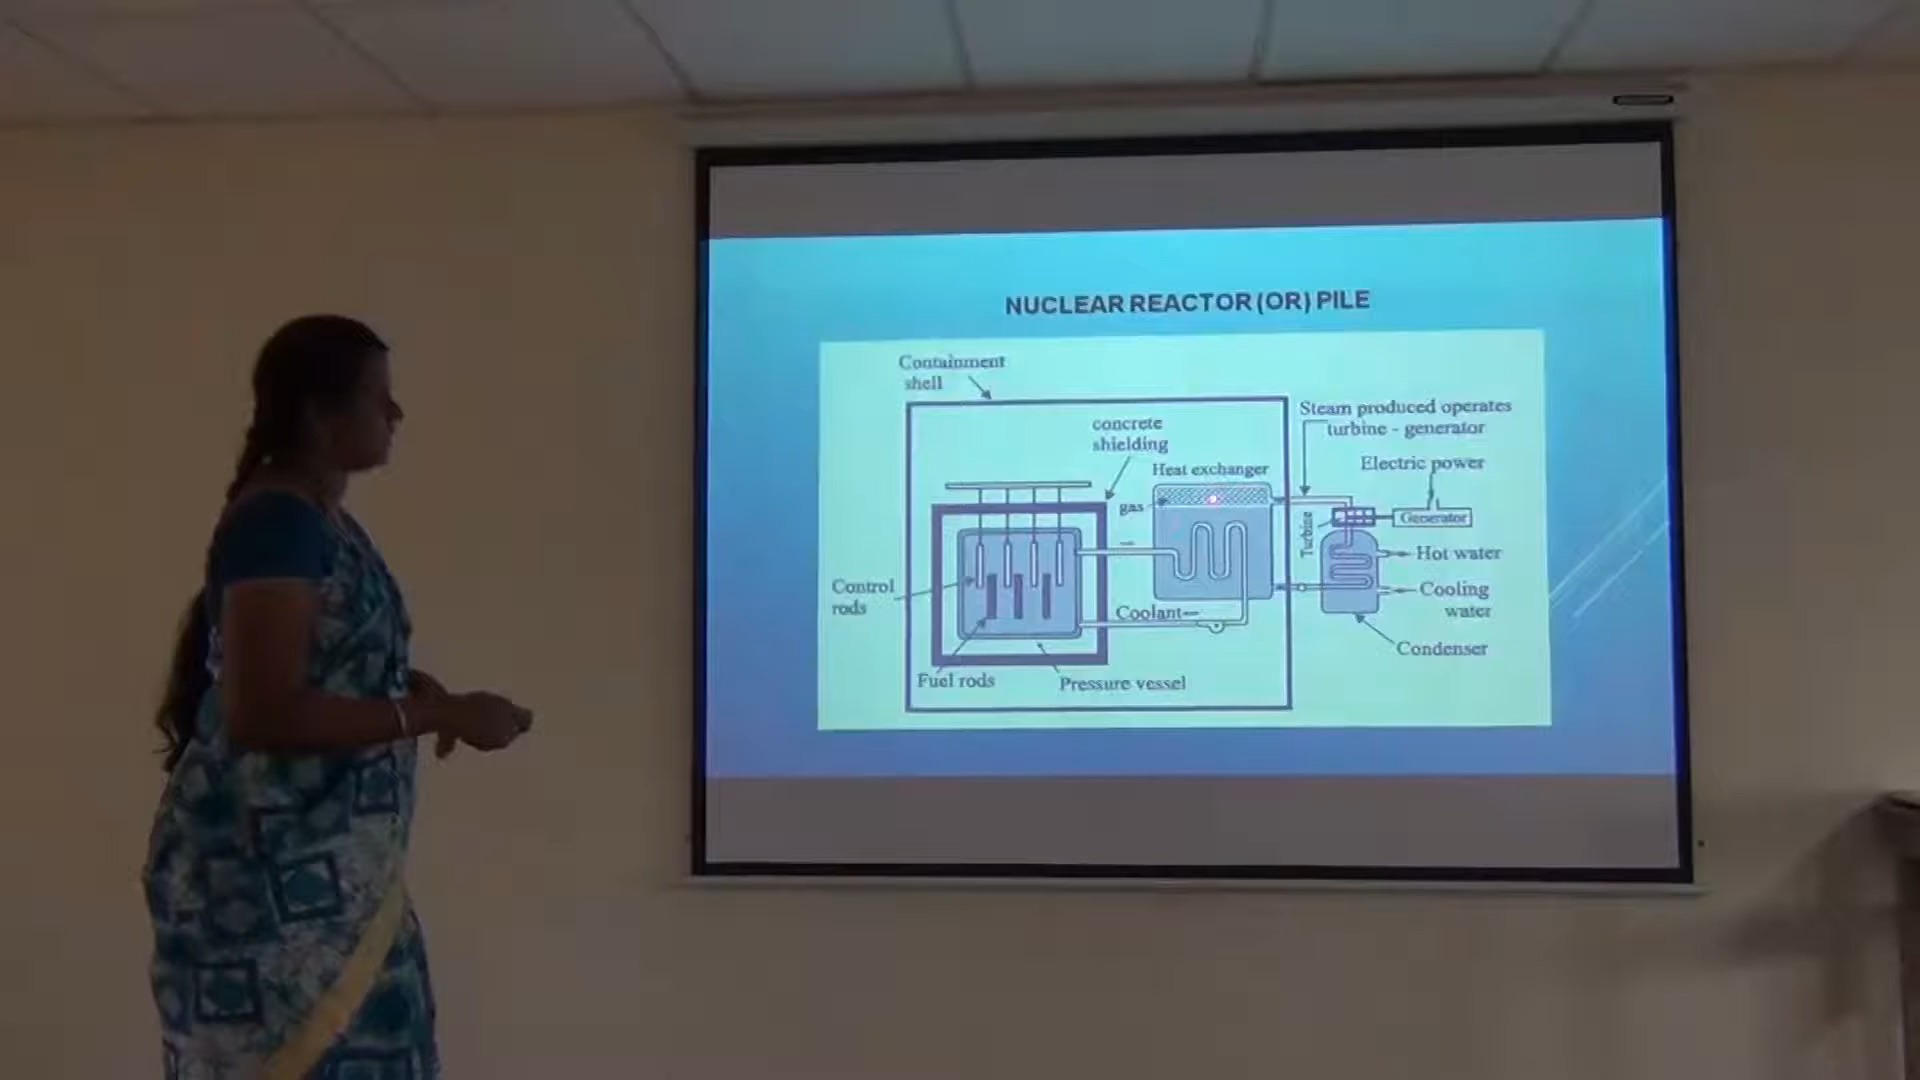 NUCLEAR REACTOR (OR) PILE
Containment
shell
concrete
shielding
Steam produced operates
turbine - generator
Heat exchanger
Electric power
gas
Turbine
Generator
Hot water
Control
rods
Cooling
water
Coolant
Condenser
Fuel rods
Pressure vessel